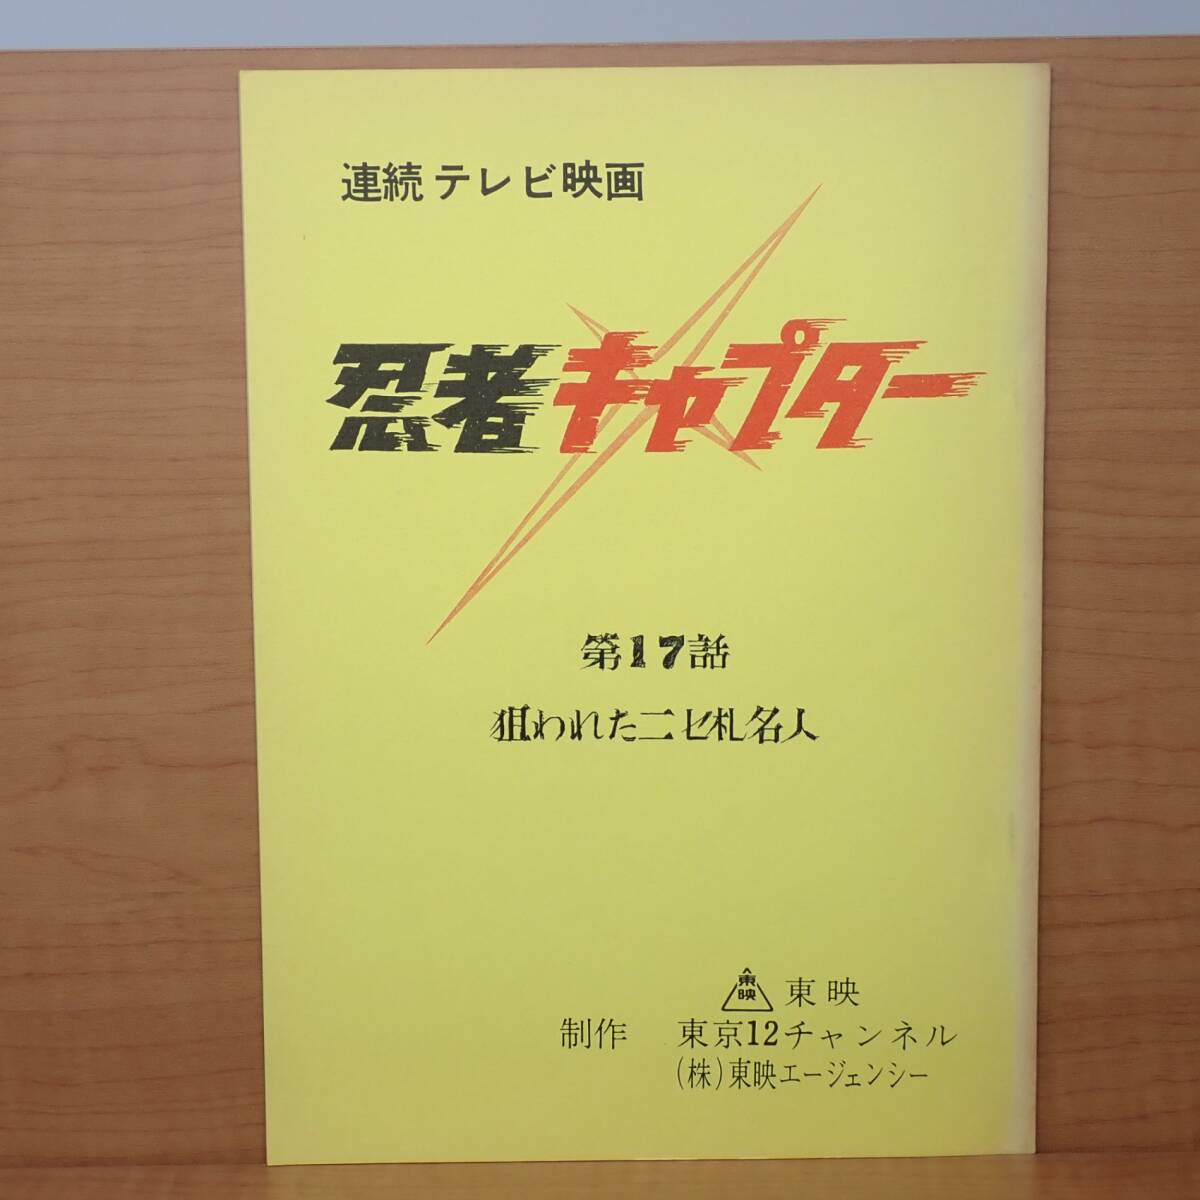 連続テレビ映画
忍者キャプター
第17話
狙われたニセ札名人
東映 東映
制作 東京12チャンネル
(株)東映エージェンシー